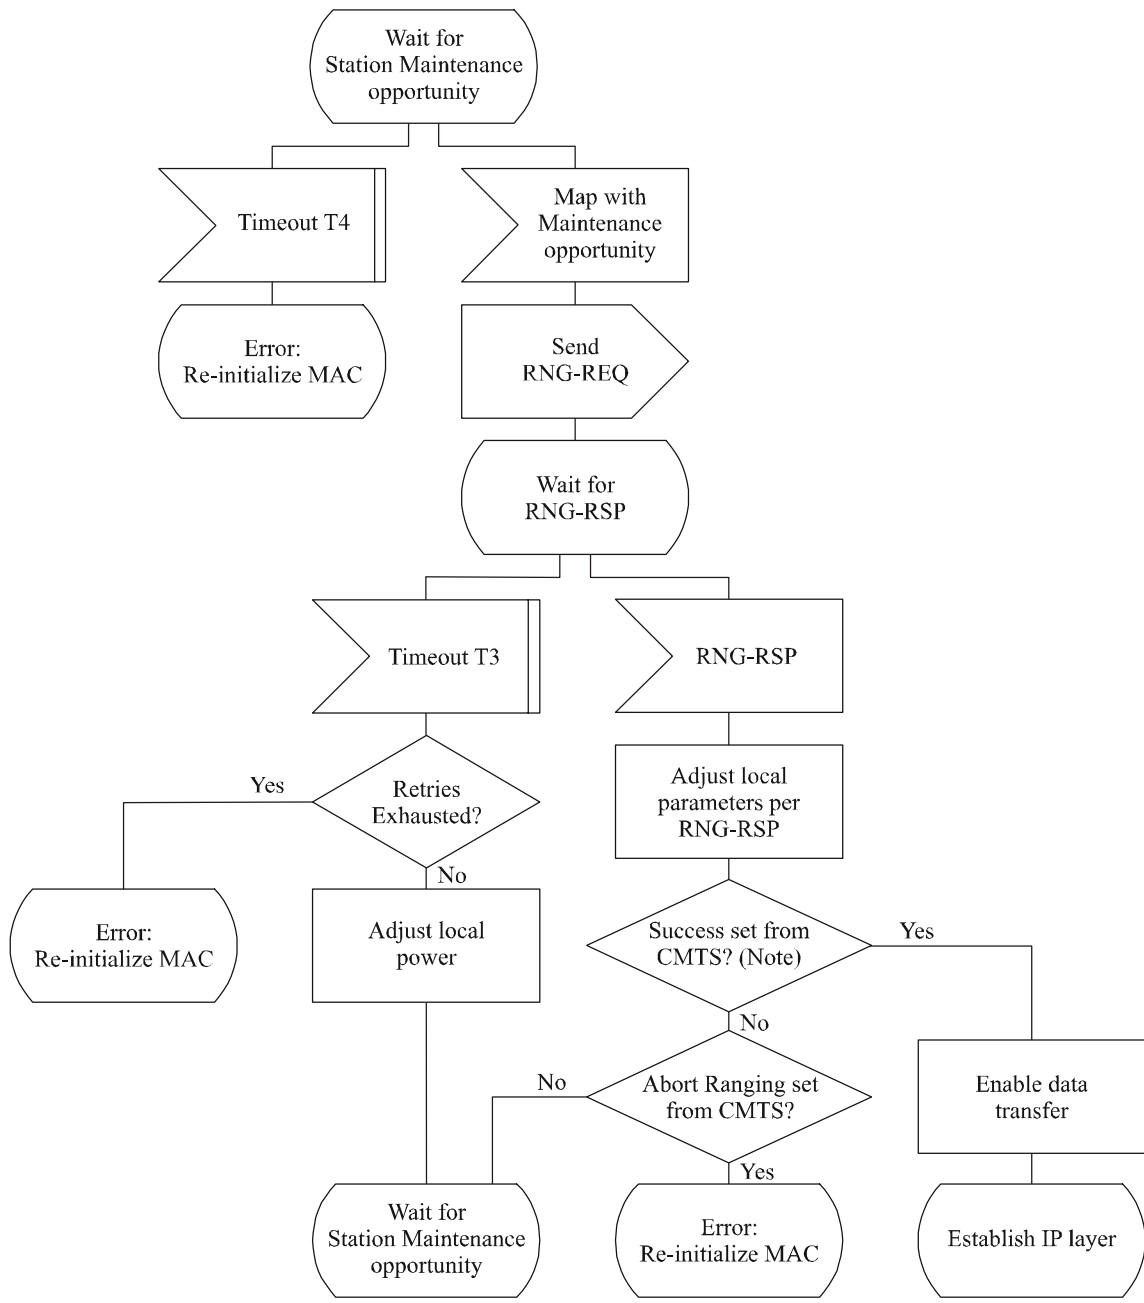 Wait for
Station Maintenance
opportunity
Timeout T4
Map with
Maintenance
opportunity
Error:
Re-initialize MAC
Send
RNG-REQ
Wait for
RNG-RSP
Timeout T3
RNG-RSP
Yes
Retries
Exhausted?
Adjust local
parameters per
RNG-RSP
No
Error:
Re-initialize MAC
Adjust local
power
Success set from
CMTS? (Note)
Yes
No
No
Abort Ranging set
from CMTS?
Enable data
transfer
Yes
Wait for
Station Maintenance
opportunity
Error:
Re-initialize MAC
Establish IP layer